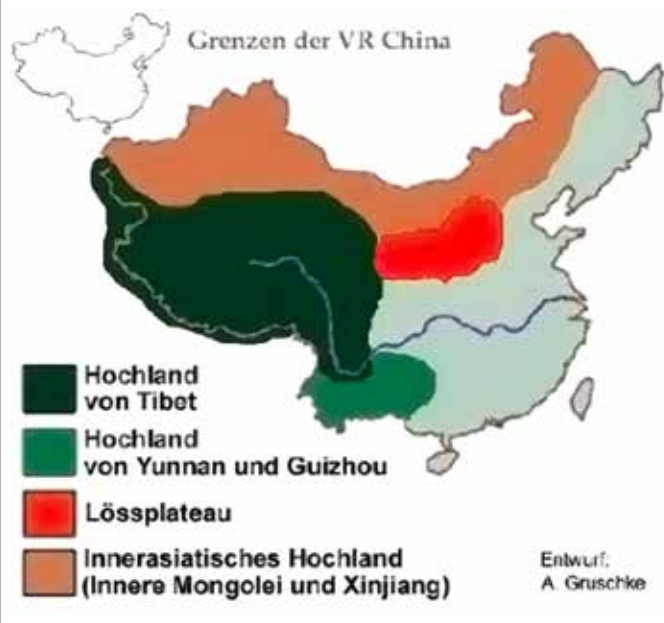 Grenzen der VR China
Hochland
von Tibet
Hochland
von Yunnan und Guizhou
Lössplateau
Innerasiatisches Hochland
(Innere Mongolei und Xinjiang)
Entwurf:
A. Gruschke